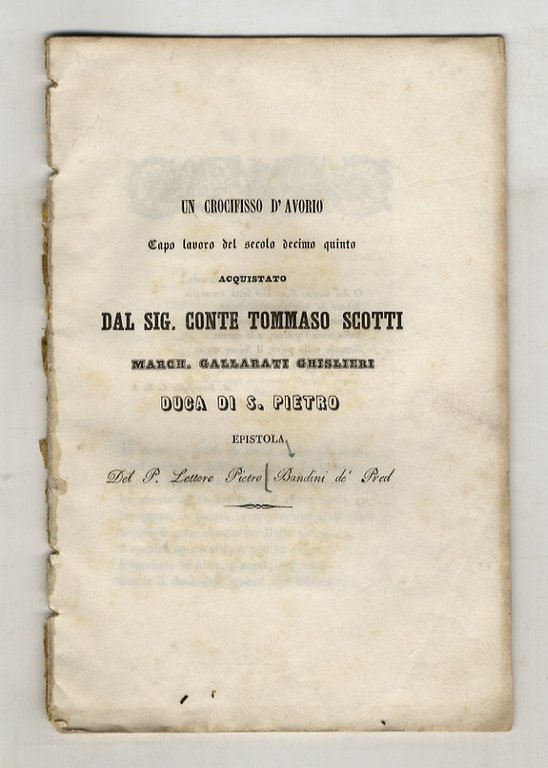 UN CROCIFISSO D' AVORIO
Capo lavoro del secolo decimo quinto
ACQUISTATO
DAL SIG. CONTE TOMMASO SCOTTI
MARCH. GALLARATI GHISLIERI
DUCA DI S. PIETRO
EPISTOLA
Del P. Lettore Pietro Bandini de' Pred